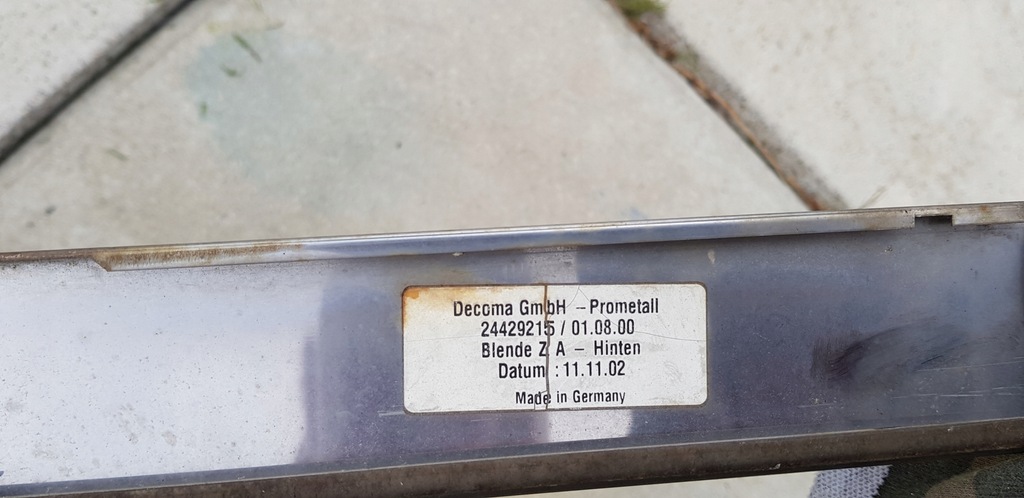 Decoma GmbH – Prometall
24429215 / 01.08.00
Blende Z A – Hinten
Datum : 11.11.02
Made in Germany